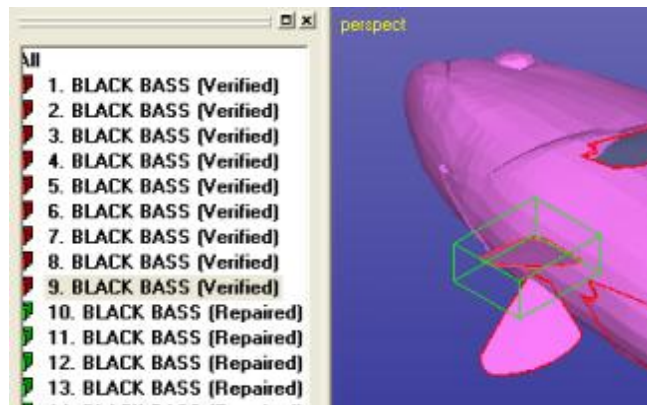 All
1. BLACK BASS (Verified)
2. BLACK BASS (Verified)
3. BLACK BASS (Verified)
4. BLACK BASS (Verified)
5. BLACK BASS (Verified)
6. BLACK BASS (Verified)
7. BLACK BASS (Verified)
8. BLACK BASS (Verified)
9. BLACK BASS (Verified)
10. BLACK BASS (Repaired)
11. BLACK BASS (Repaired)
12. BLACK BASS (Repaired)
13. BLACK BASS (Repaired)
perspect